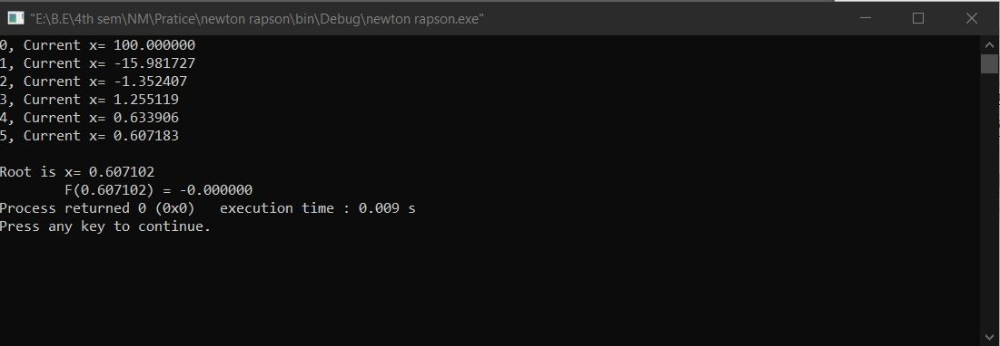 "E:\B.E\4th sem\NM\Pratice\newton rapson\bin\Debug\newton rapson.exe"
0, Current x= 100.000000
1, Current x= -15.981727
2, Current x= -1.352407
3, Current x= 1.255119
4, Current x= 0.633906
5, Current x= 0.607183
Root is x= 0.607102
F(0.607102) = -0.000000
Process returned 0 (0x0)   execution time : 0.009 s
Press any key to continue.